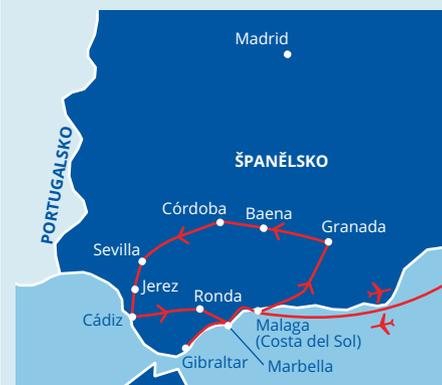 Madrid
ŠPANĚLSKO
PORTUGALSKO
Córdoba
Baena
Granada
Sevilla
Jerez
Ronda
Cádiz
Malaga
(Costa del Sol)
Gibraltar
Marbella